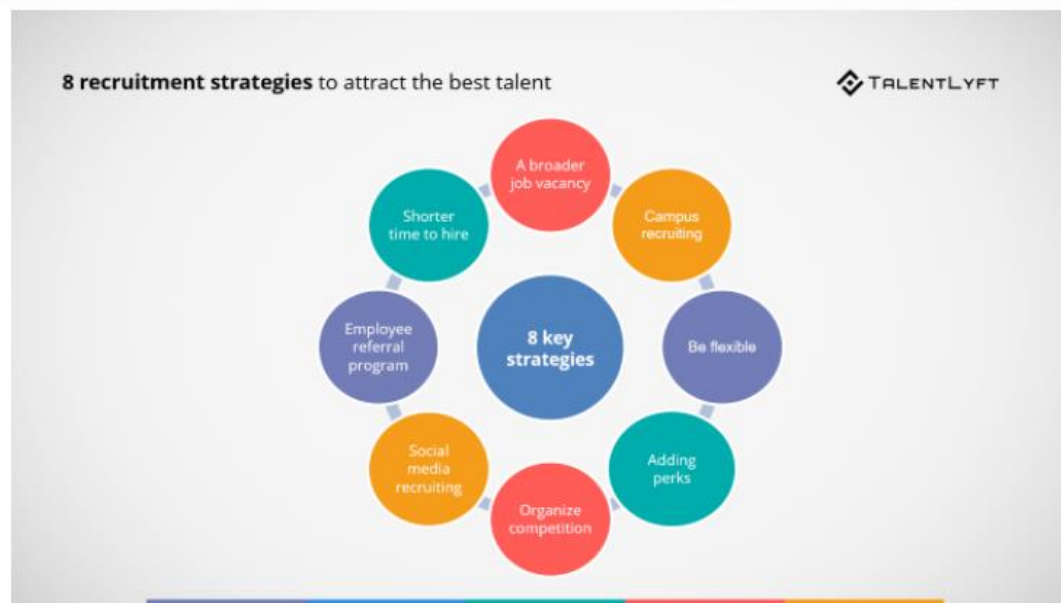 8 recruitment strategies to attract the best talent
TALENTLYFT
A broader
job vacancy
Campus
recruiting
Be flexible
Adding
perks
Organize
competition
Social
media
recruiting
Employee
referral
program
Shorter
time to hire
8 key
strategies